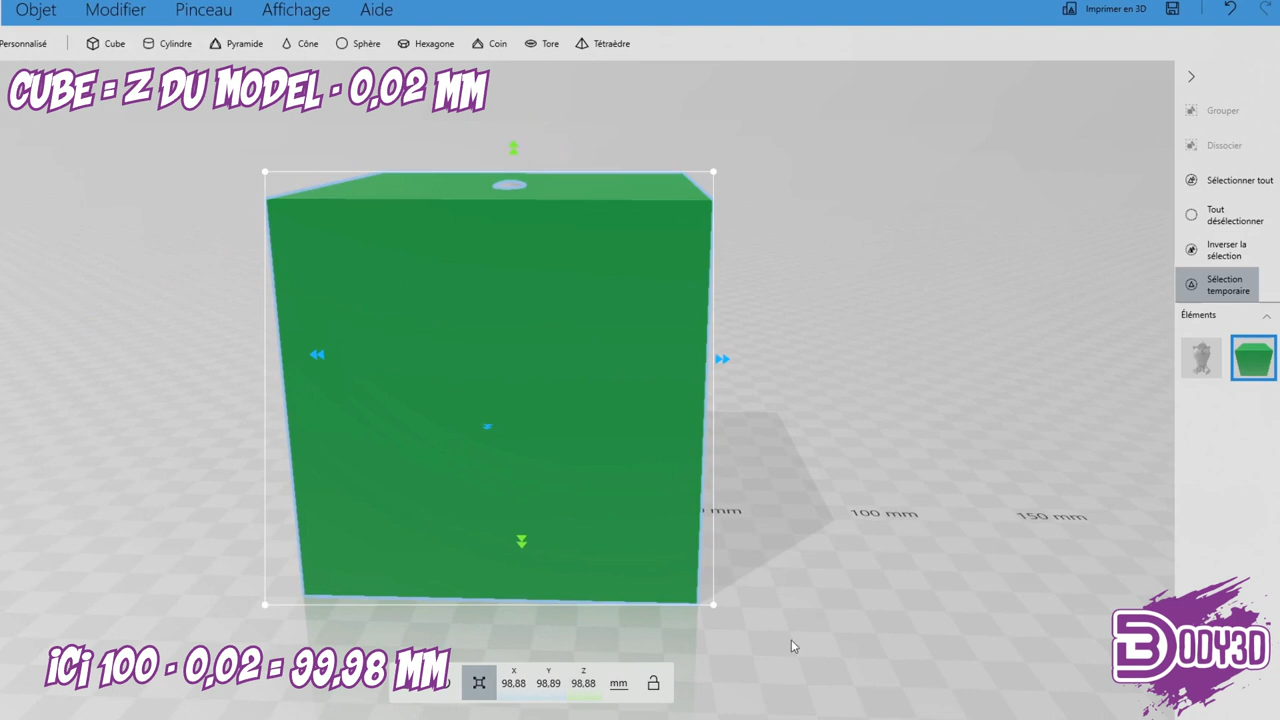 Objet Modifier Pinceau Affichage Aide Imprimer en 3D
Personnalisé Cube Cylindre Pyramide Cône Sphère Hexagone Coin Tore Tétraèdre
CUBE = Z DU MODEL - 0,02 MM
Grouper
Dissocier
Sélectionner tout
Tout
désélectionner
Inverser la
sélection
Sélection
temporaire
Éléments
mm 100 mm 150 mm
iCi 100 - 0,02 = 99,98 MM
X Y Z
98,88 98,89 98,88 mm
BODY3D